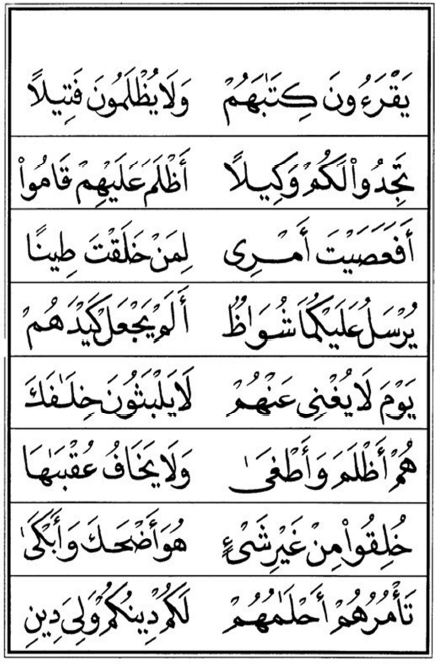 يَقْرَءُونَ كِتَٰبَهُمْ وَلَا يُظْلَمُونَ فَتِيلًا
تَجِدُوا۟ لَكُمْ وَكِيلًا أَظْلَمَ عَلَيْهِمْ قَامُوا۟
أَفَعَصَيْتَ أَمْرِى لِمَنْ خَلَقْتَ طِينًا
يُرْسَلُ عَلَيْكُمَا شُوَاظٌ أَلَمْ يَجْعَلْ كَيْدَهُمْ
يَوْمَ لَا يُغْنِى عَنْهُمْ لَا يَلْبَثُونَ خِلَٰفَكَ
هُمْ أَظْلَمَ وَأَطْغَىٰ وَلَا يَخَافُ عُقْبَٰهَا
خُلِقُوا۟ مِنْ غَيْرِ شَىْءٍ هُوَ أَضْحَكَ وَأَبْكَىٰ
تَأْمُرُهُمْ أَحْلَٰمُهُمْ لَكُمْ دِينُكُمْ وَلِىَ دِينِ